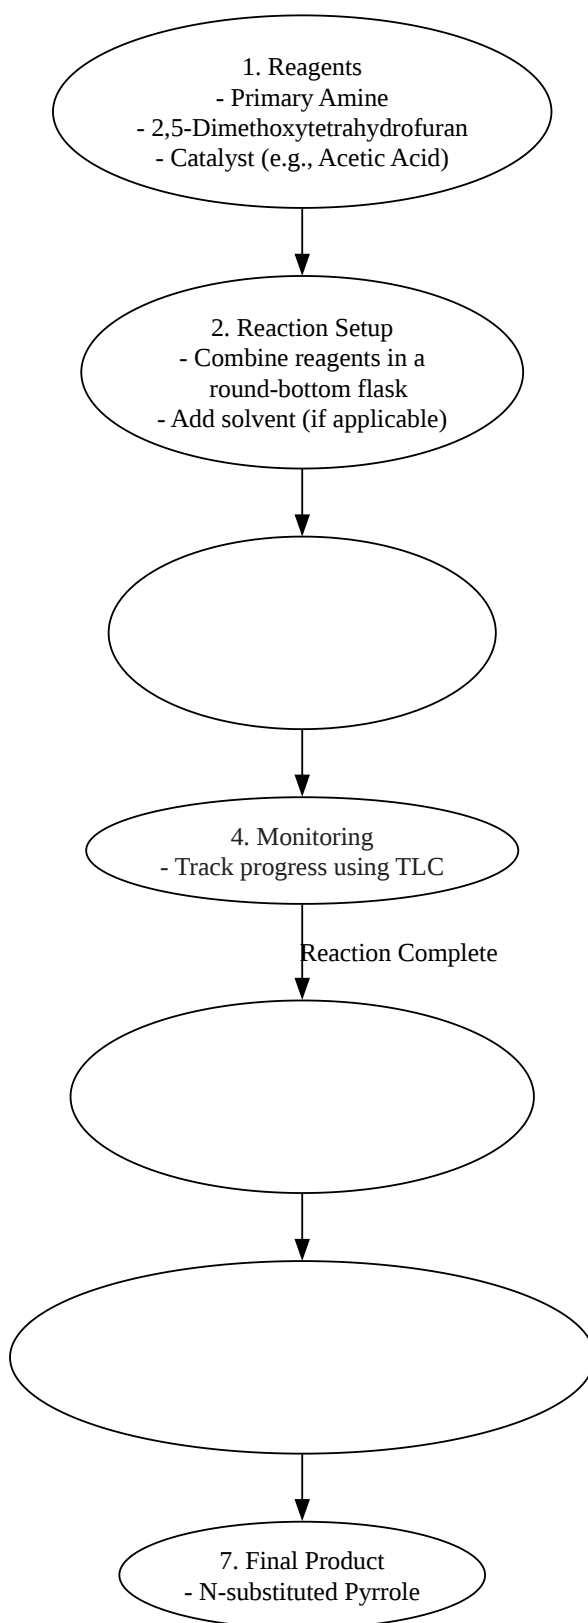 1. Reagents
- Primary Amine
- 2,5-Dimethoxytetrahydrofuran
- Catalyst (e.g., Acetic Acid)
2. Reaction Setup
- Combine reagents in a
round-bottom flask
- Add solvent (if applicable)
4. Monitoring
- Track progress using TLC
Reaction Complete
7. Final Product
- N-substituted Pyrrole